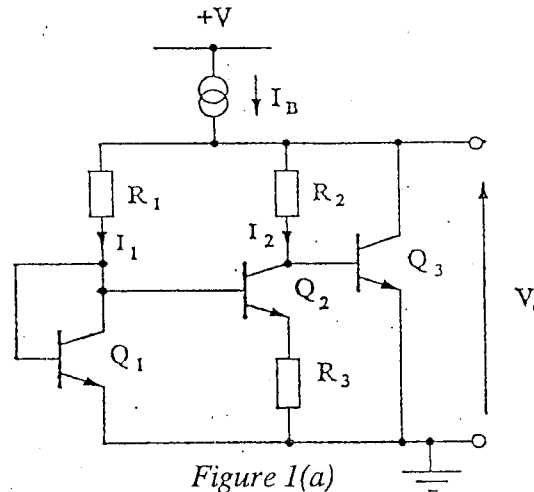 +V
I_B
R_1
R_2
I_1
I_2
Q_3
Q_2
V
Q_1
R_3
Figure 1(a)